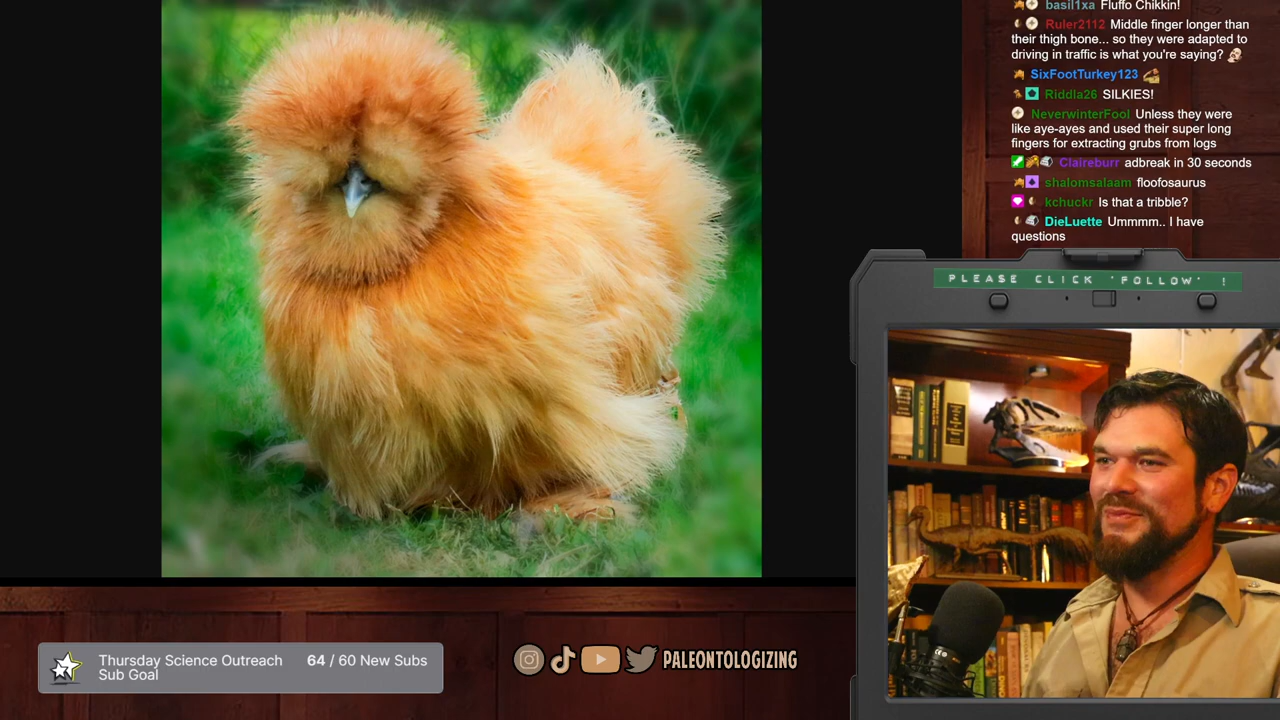 basil1xa Fluffo Chikkin!
Ruler2112 Middle finger longer than
their thigh bone... so they were adapted to
driving in traffic is what you're saying?
SixFootTurkey123
Riddla26 SILKIES!
NeverwinterFool Unless they were
like aye-ayes and used their super long
fingers for extracting grubs from logs
Claireburr adbreak in 30 seconds
shalomsalaam floofosaurus
kchuckr Is that a tribble?
DieLuette Ummmm.. I have
questions
PLEASE CLICK "FOLLOW" !
Thursday Science Outreach 64 / 60 New Subs
Sub Goal
PALEONTOLOGIZING